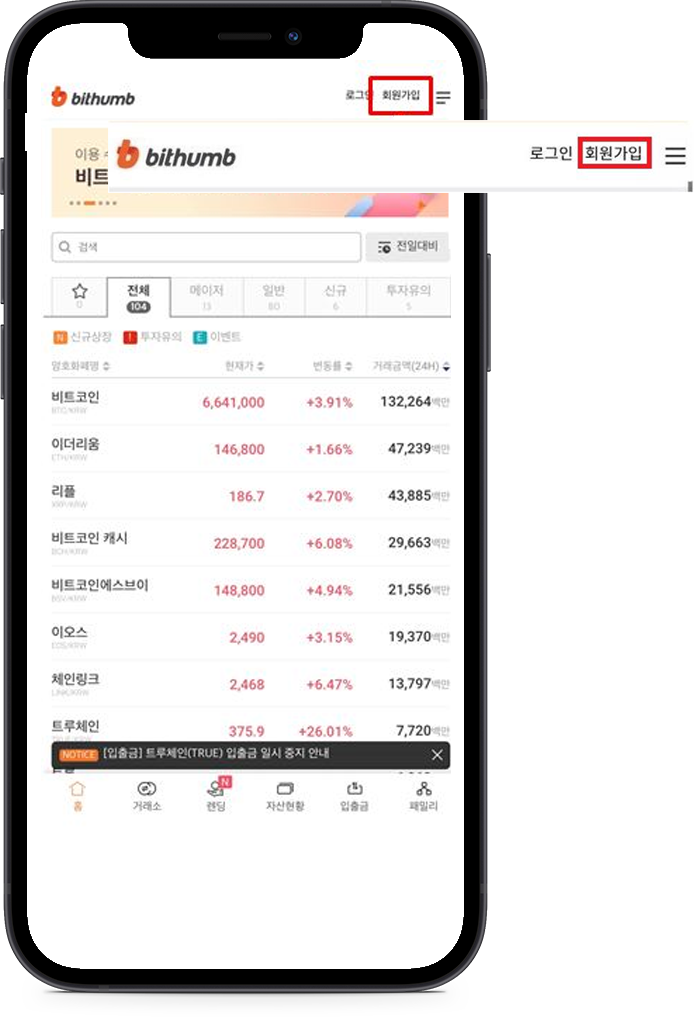 bithumb
로그인 회원가입
이용
bithumb
로그인 회원가입
비트
검색
전일대비
0
전체
104
메이저
13
일반
80
신규
6
투자유의
5
N 신규상장 ! 투자유의 E 이벤트
암호화폐명 현재가 변동률 거래금액(24H)
비트코인 6,641,000 +3.91% 132,264백만
BTC/KRW
이더리움 146,800 +1.66% 47,239백만
ETH/KRW
리플 186.7 +2.70% 43,885백만
XRP/KRW
비트코인 캐시 228,700 +6.08% 29,663백만
BCH/KRW
비트코인에스브이 148,800 +4.94% 21,556백만
BSV/KRW
이오스 2,490 +3.15% 19,370백만
EOS/KRW
체인링크 2,468 +6.47% 13,797백만
LINK/KRW
트루체인 375.9 +26.01% 7,720백만
TRUE/KRW
NOTICE [입출금] 트루체인(TRUE) 입출금 일시 중지 안내
N
홈 거래소 렌딩 자산현황 입출금 패밀리